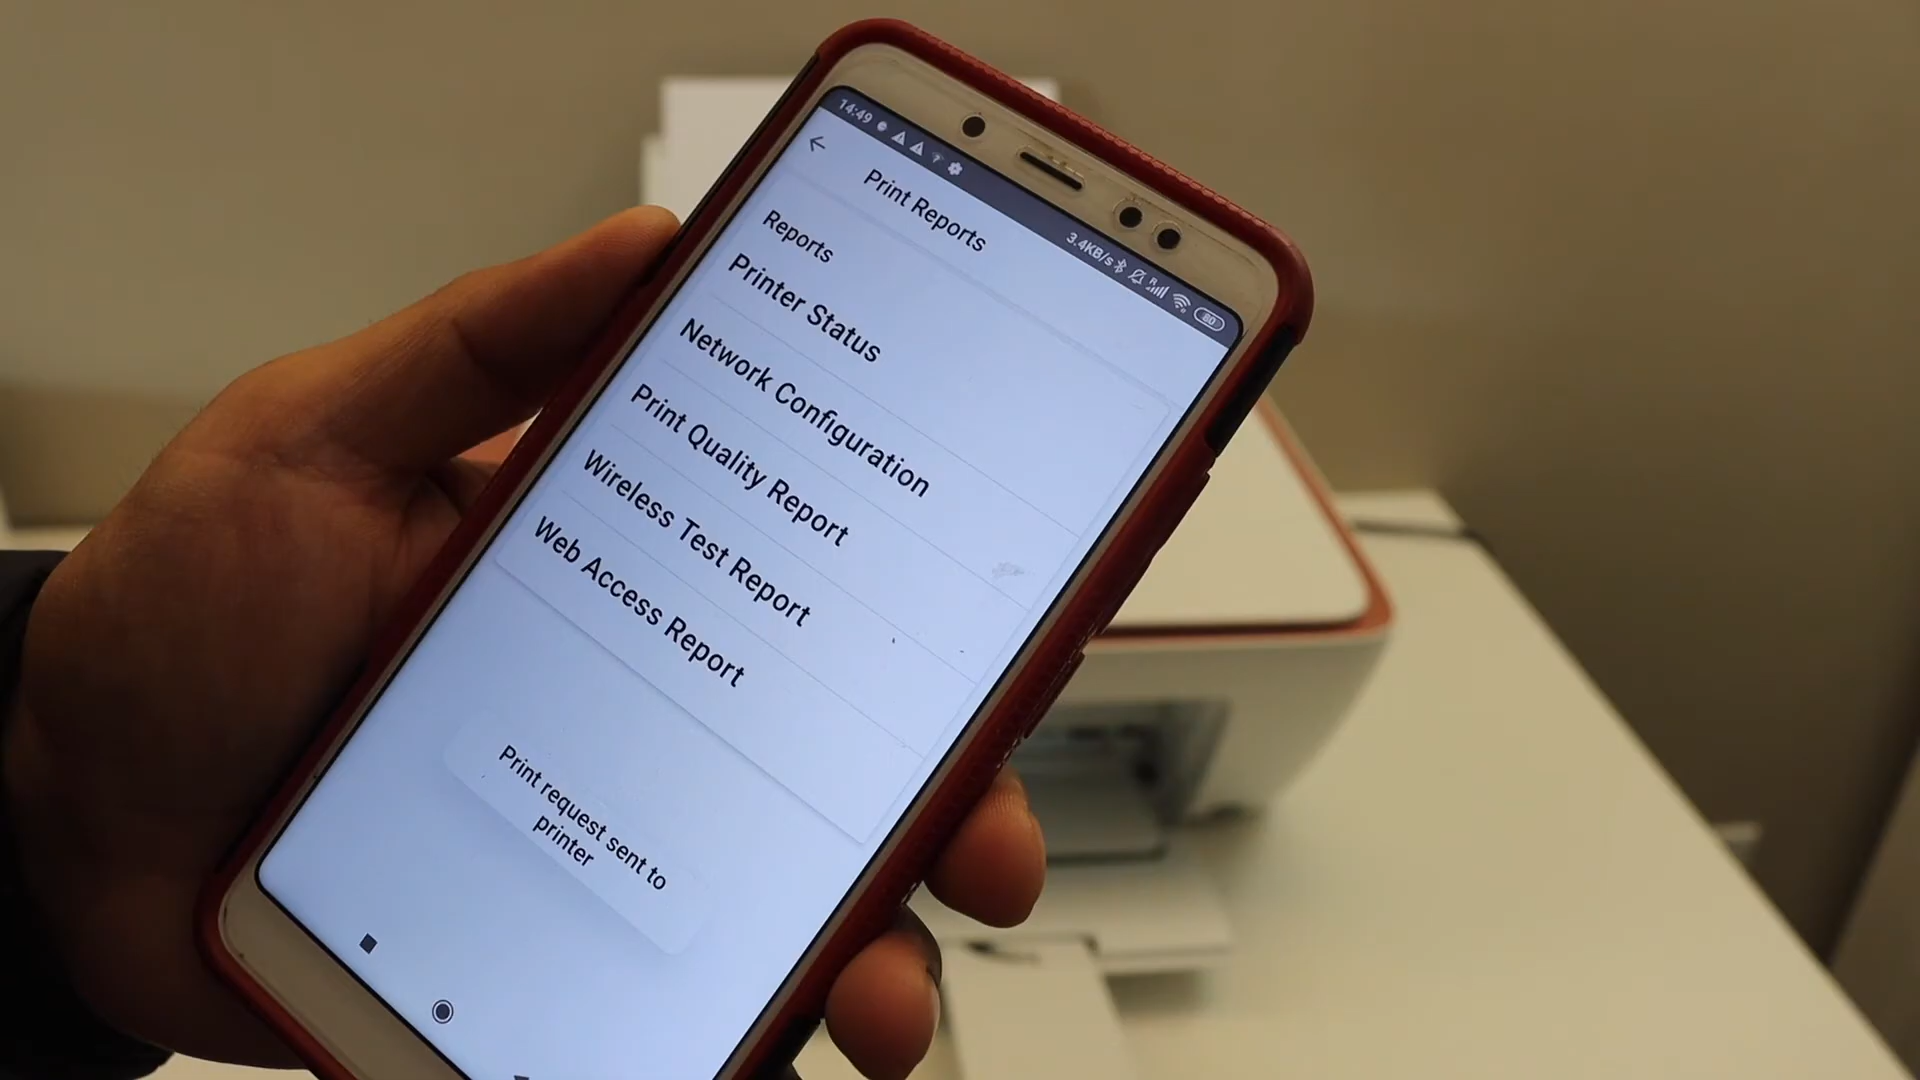 14:49
3.4KB/s
80
Print Reports
Reports
Printer Status
Network Configuration
Print Quality Report
Wireless Test Report
Web Access Report
Print request sent to
printer